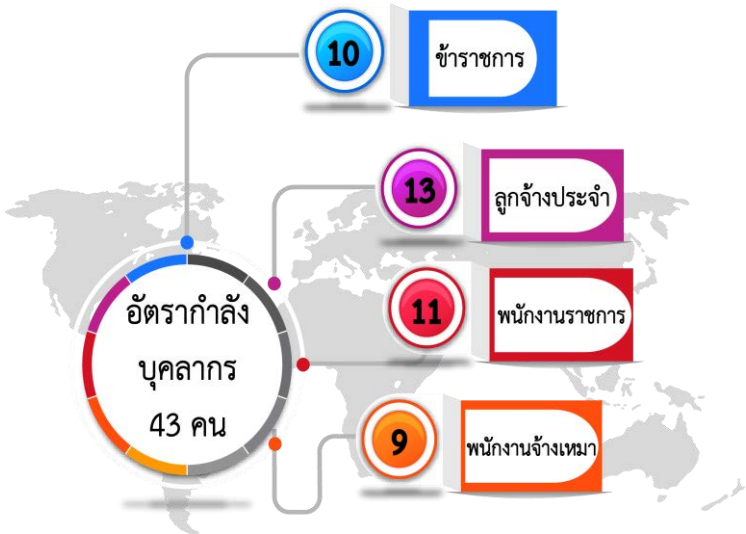 10
ข้าราชการ
13
ลูกจ้างประจำ
อัตรากำลัง
บุคลากร
43 คน
11
พนักงานราชการ
9
พนักงานจ้างเหมา